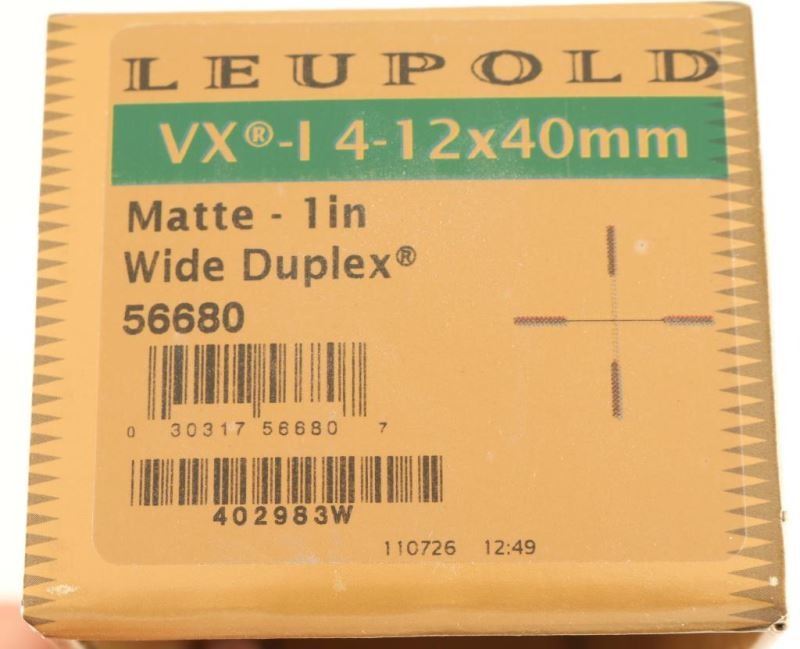 LEUPOLD
VX®-I 4-12x40mm
Matte - 1in
Wide Duplex®
56680
0 30317 56680 7
402983W
110726 12:49